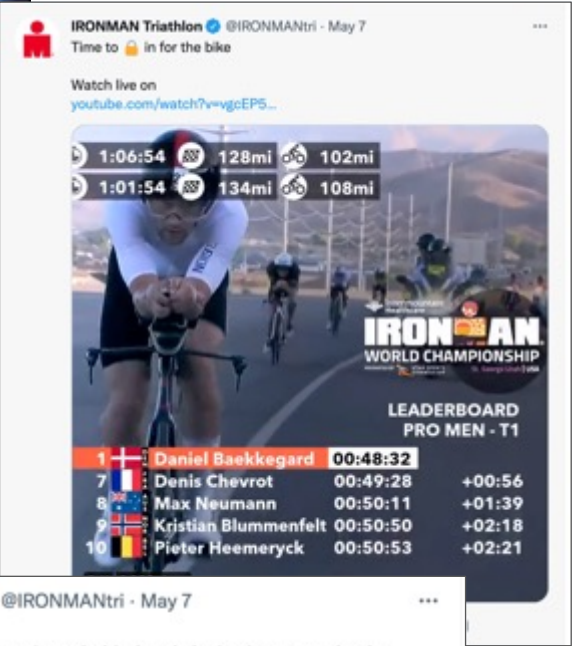 IRONMAN Triathlon @IRONMANtri · May 7
Time to 🔒 in for the bike
Watch live on
youtube.com/watch?v=vgcEP5...
1:06:54 128mi 102mi
1:01:54 134mi 108mi
IRONMAN
WORLD CHAMPIONSHIP
St. George Utah | USA
LEADERBOARD
PRO MEN - T1
1 Daniel Baekkegard 00:48:32
7 Denis Chevrot 00:49:28 +00:56
8 Max Neumann 00:50:11 +01:39
9 Kristian Blummenfelt 00:50:50 +02:18
10 Pieter Heemeryck 00:50:53 +02:21
@IRONMANtri · May 7